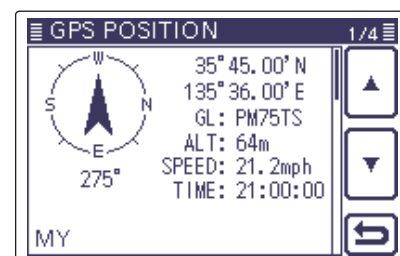 GPS POSITION 1/4
W
S N
E
275°
35°45.00' N
135°36.00' E
GL: PM75TS
ALT: 64m
SPEED: 21.2mph
TIME: 21:00:00
MY